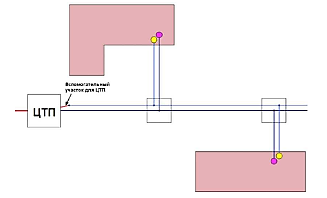 Вспомогательный
участок для ЦТП
ЦТП